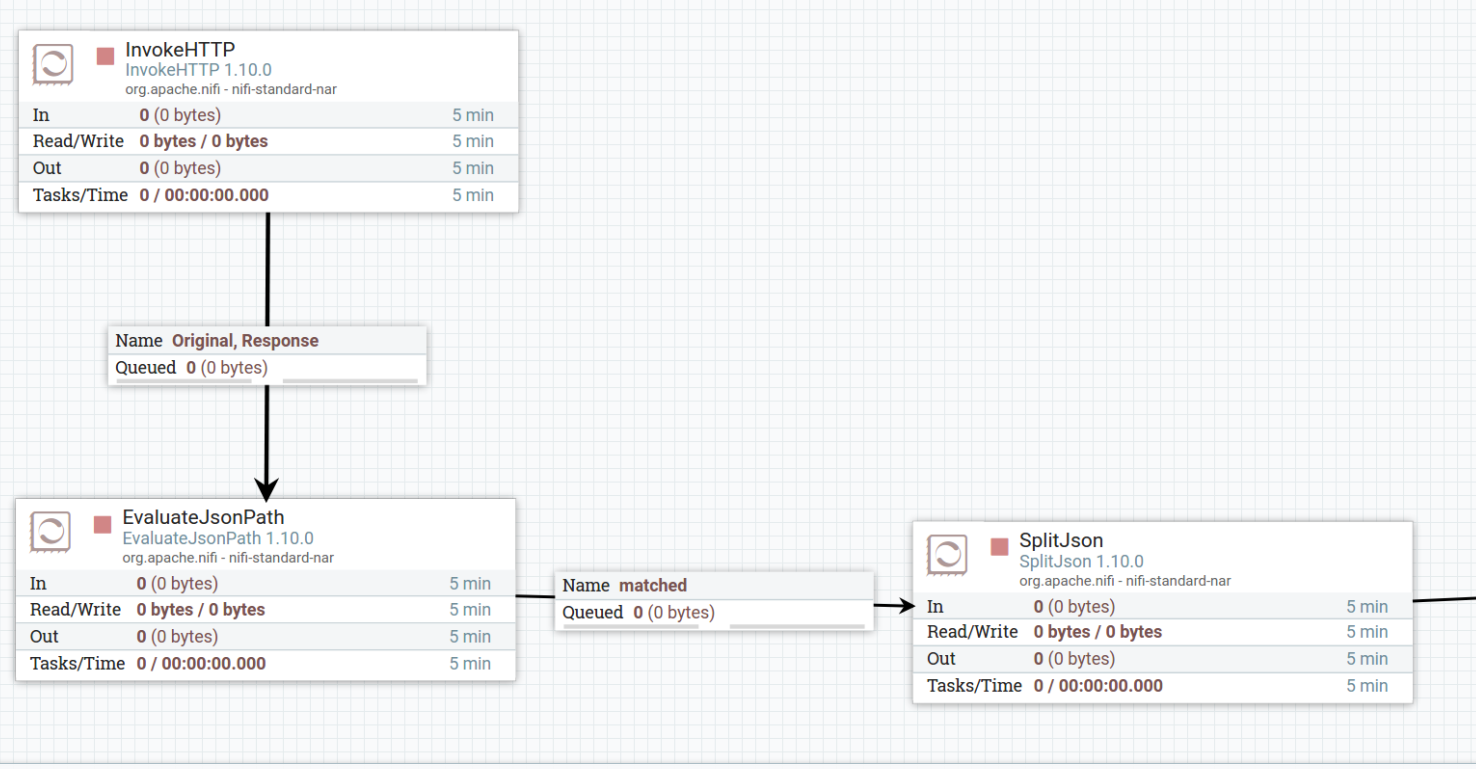 InvokeHTTP
InvokeHTTP 1.10.0
org.apache.nifi - nifi-standard-nar
In 0 (0 bytes) 5 min
Read/Write 0 bytes / 0 bytes 5 min
Out 0 (0 bytes) 5 min
Tasks/Time 0 / 00:00:00.000 5 min
Name Original, Response
Queued 0 (0 bytes)
EvaluateJsonPath
EvaluateJsonPath 1.10.0
org.apache.nifi - nifi-standard-nar
In 0 (0 bytes) 5 min
Read/Write 0 bytes / 0 bytes 5 min
Out 0 (0 bytes) 5 min
Tasks/Time 0 / 00:00:00.000 5 min
Name matched
Queued 0 (0 bytes)
SplitJson
SplitJson 1.10.0
org.apache.nifi - nifi-standard-nar
In 0 (0 bytes) 5 min
Read/Write 0 bytes / 0 bytes 5 min
Out 0 (0 bytes) 5 min
Tasks/Time 0 / 00:00:00.000 5 min